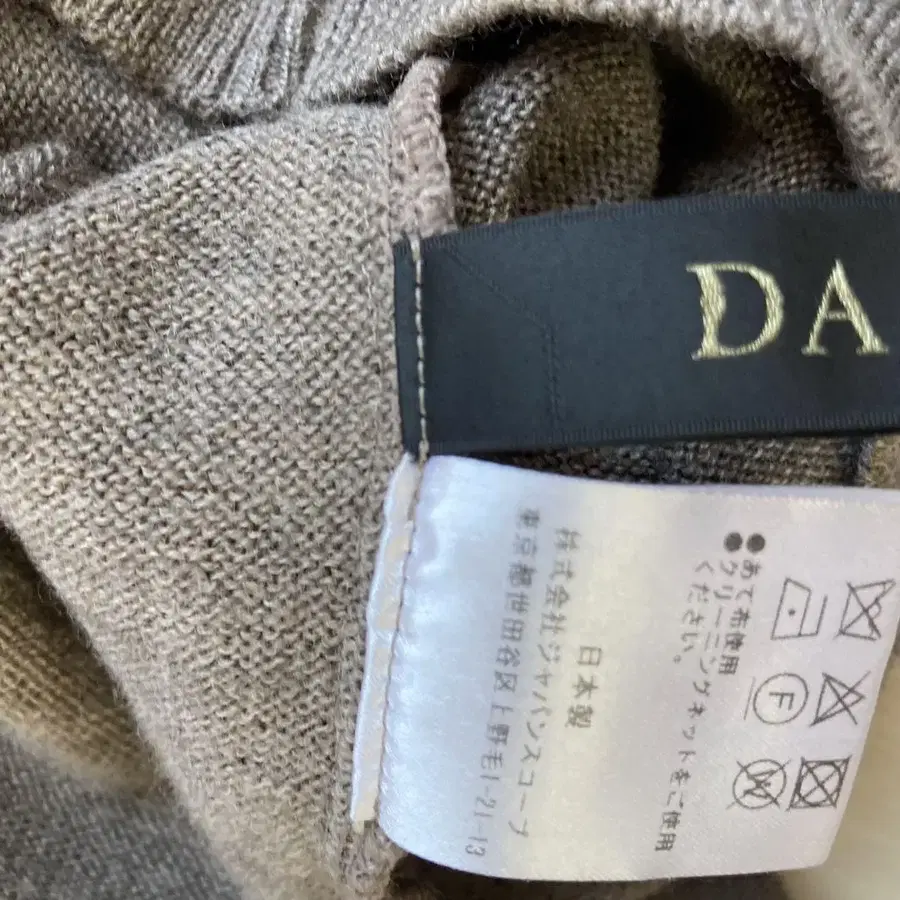 DA
F
W
●あて布使用
●クリーニングネットをご使用
ください。
日本製
株式会社ジャパンスコープ
東京都世田谷区上野毛1-21-13